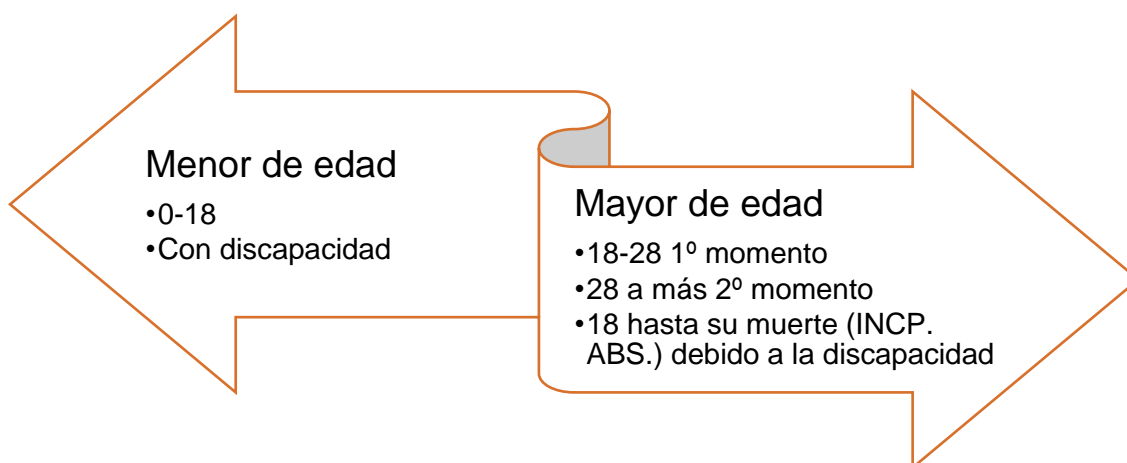 Menor de edad
•0-18
•Con discapacidad
Mayor de edad
•18-28 1º momento
•28 a más 2º momento
•18 hasta su muerte (INCP.
ABS.) debido a la discapacidad